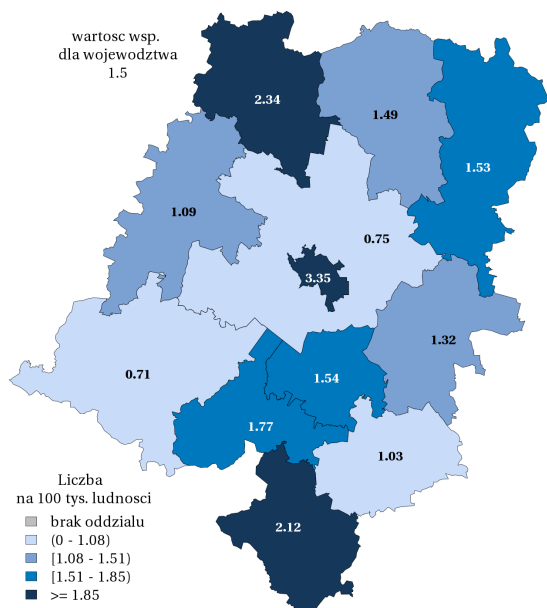 wartosc wsp.
dla wojewodztwa
1.5
2.34
1.49
1.53
1.09
0.75
3.35
1.32
0.71
1.54
1.77
1.03
2.12
Liczba
na 100 tys. ludnosci
brak oddzialu
(0 - 1.08)
[1.08 - 1.51)
[1.51 - 1.85)
>= 1.85